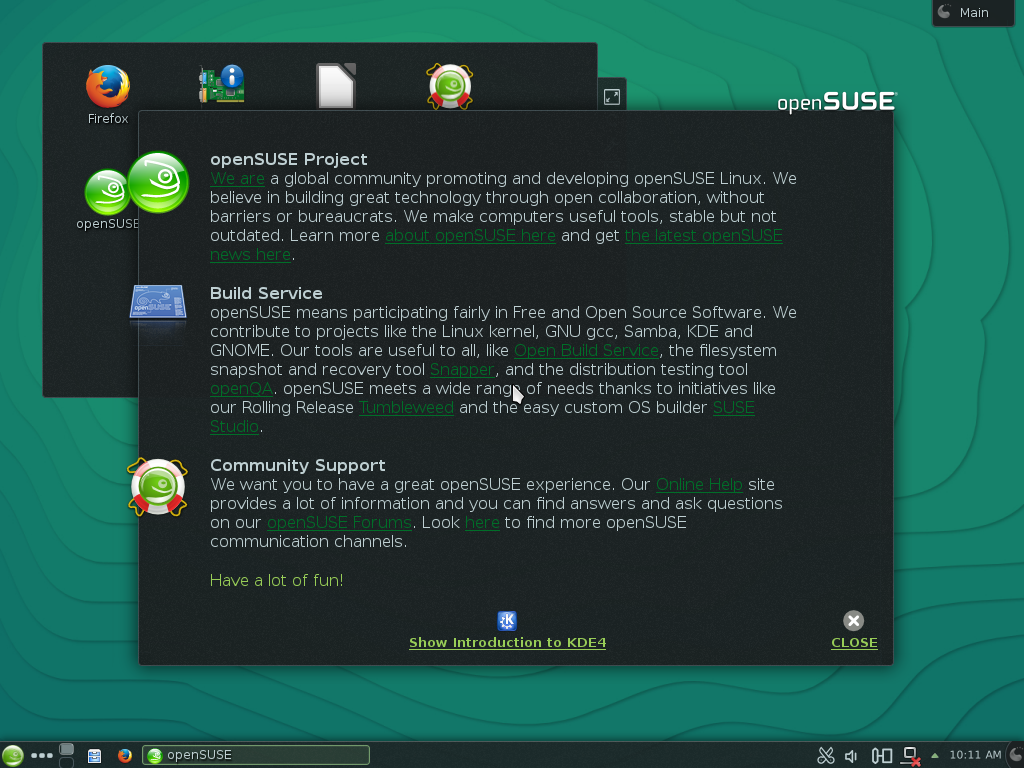 Main
Firefox
openSUSE
openSUSE
openSUSE Project
We are a global community promoting and developing openSUSE Linux. We
believe in building great technology through open collaboration, without
barriers or bureaucrats. We make computers useful tools, stable but not
outdated. Learn more about openSUSE here and get the latest openSUSE
news here.
Build Service
openSUSE means participating fairly in Free and Open Source Software. We
contribute to projects like the Linux kernel, GNU gcc, Samba, KDE and
GNOME. Our tools are useful to all, like Open Build Service, the filesystem
snapshot and recovery tool Snapper, and the distribution testing tool
openQA. openSUSE meets a wide range of needs thanks to initiatives like
our Rolling Release Tumbleweed and the easy custom OS builder SUSE
Studio.
Community Support
We want you to have a great openSUSE experience. Our Online Help site
provides a lot of information and you can find answers and ask questions
on our openSUSE Forums. Look here to find more openSUSE
communication channels.
Have a lot of fun!
Show Introduction to KDE4
CLOSE
openSUSE
10:11 AM